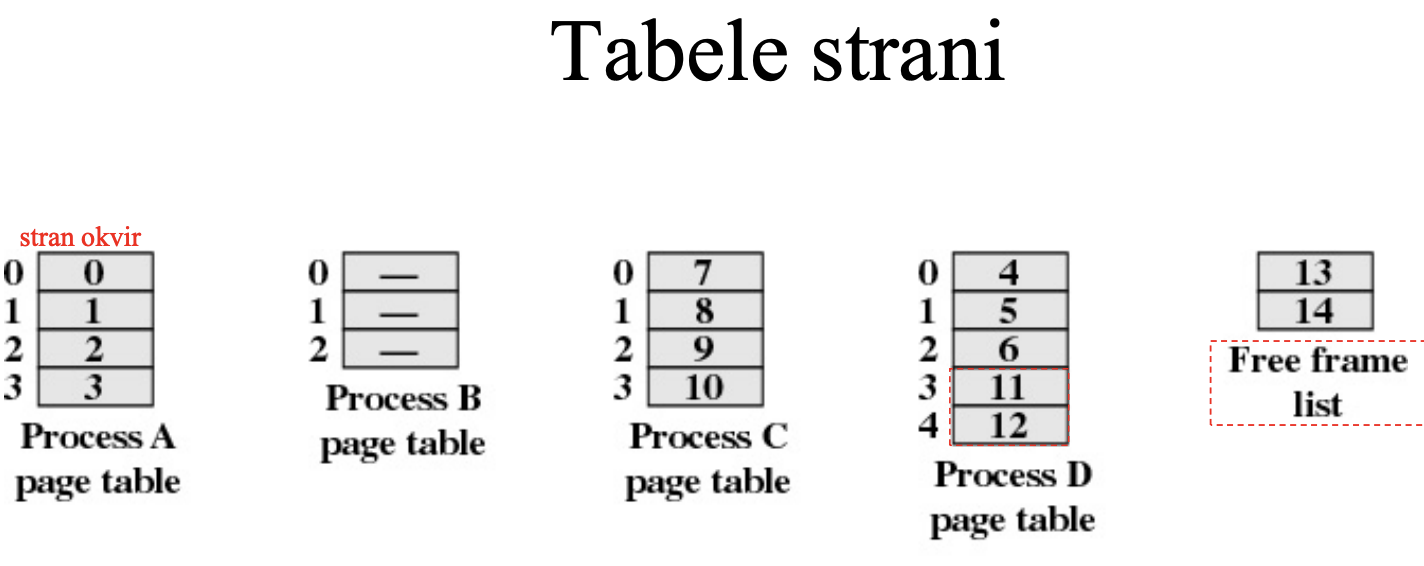 Tabele strani
stran okvir
0 0
1 1
2 2
3 3
Process A
page table
0 —
1 —
2 —
Process B
page table
0 7
1 8
2 9
3 10
Process C
page table
0 4
1 5
2 6
3 11
4 12
Process D
page table
13
14
Free frame
list